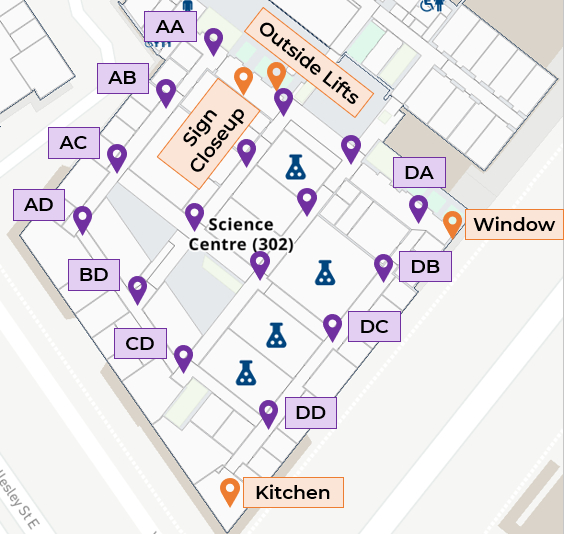 AA
Outside Lifts
AB
Sign
Closeup
AC
DA
AD
Window
Science
Centre (302)
BD
DB
CD
DC
DD
Kitchen
lesley St E